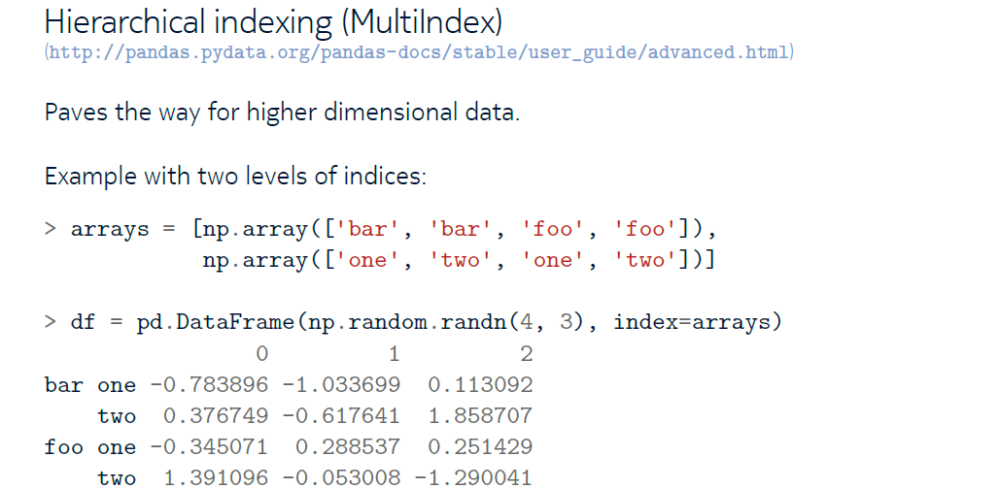 Hierarchical indexing (MultiIndex)
(http://pandas.pydata.org/pandas-docs/stable/user_guide/advanced.html)
Paves the way for higher dimensional data.
Example with two levels of indices:
> arrays = [np.array(['bar', 'bar', 'foo', 'foo']),
np.array(['one', 'two', 'one', 'two'])]
> df = pd.DataFrame(np.random.randn(4, 3), index=arrays)
0 1 2
bar one -0.783896 -1.033699 0.113092
two 0.376749 -0.617641 1.858707
foo one -0.345071 0.288537 0.251429
two 1.391096 -0.053008 -1.290041